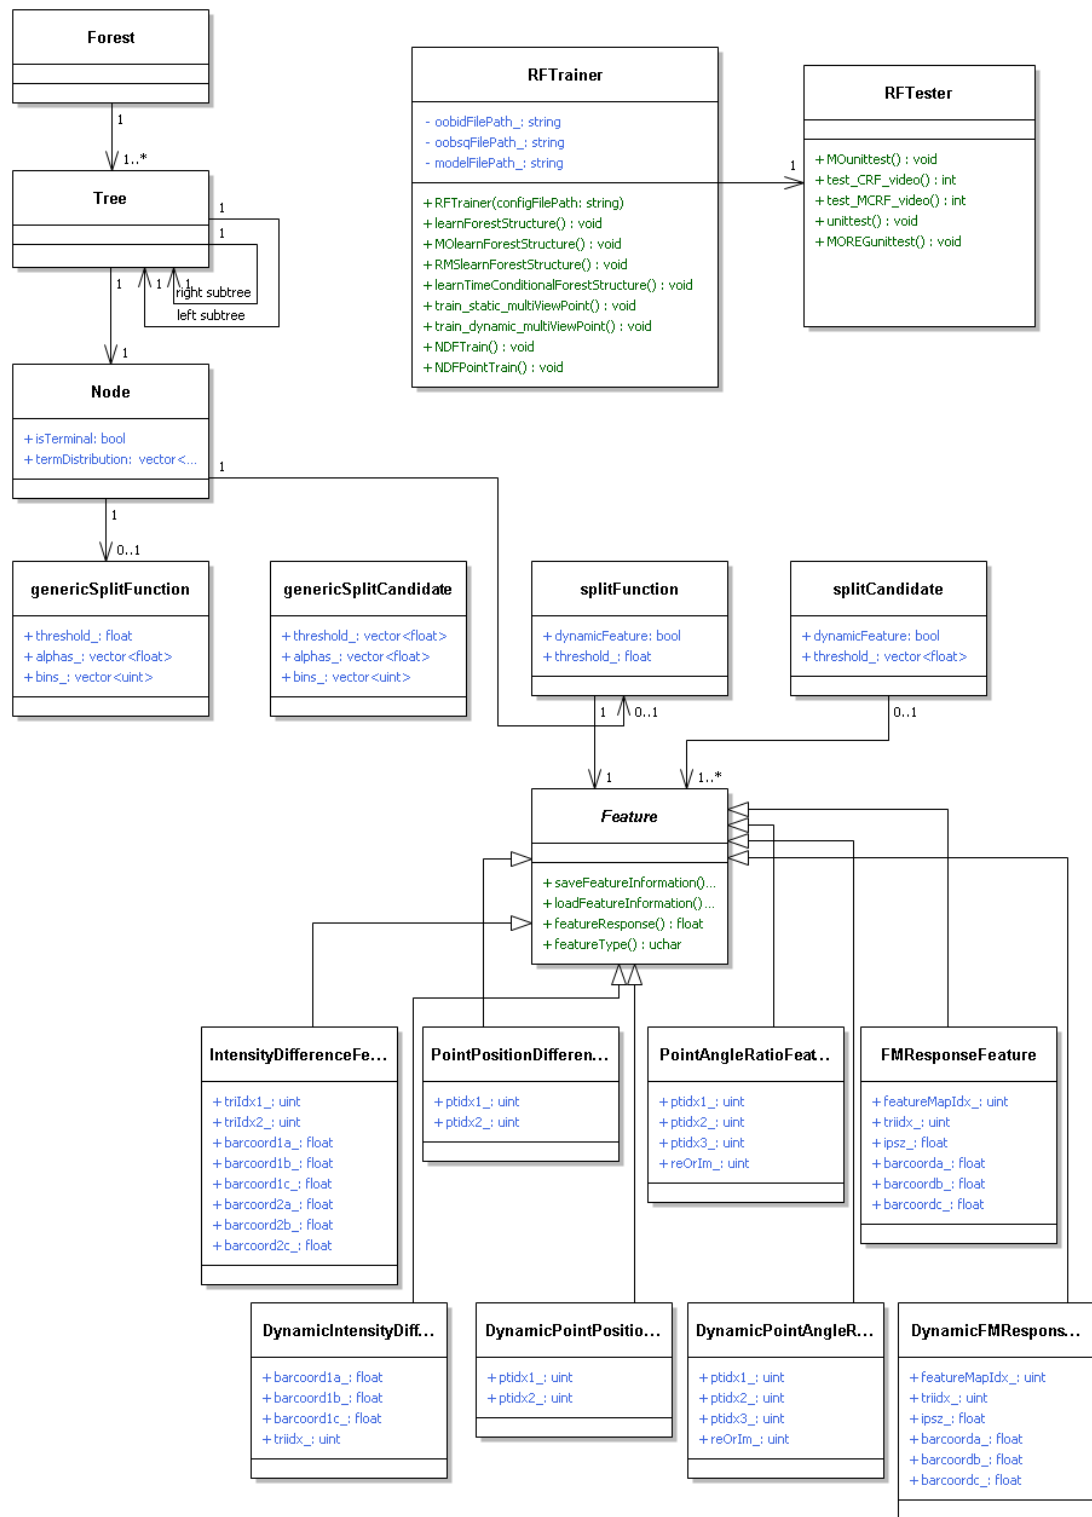 Forest
1
1..*
Tree
1
1
1
1
1
right subtree
left subtree
1
Node
+ isTerminal: bool
+ termDistribution: vector<...
1
1
0..1
RFTrainer
- oobidFilePath_: string
- oobsqFilePath_: string
- modelFilePath_: string
+ RFTrainer(configFilePath: string)
+ learnForestStructure() : void
+ MOlearnForestStructure() : void
+ RMSlearnForestStructure() : void
+ learnTimeConditionalForestStructure() : void
+ train_static_multiViewPoint() : void
+ train_dynamic_multiViewPoint() : void
+ NDFTrain() : void
+ NDFPointTrain() : void
1
RFTester
+ MOunittest() : void
+ test_CRF_video() : int
+ test_MCRF_video() : int
+ unittest() : void
+ MOREGunittest() : void
genericSplitFunction
+ threshold_: float
+ alphas_: vector<float>
+ bins_: vector<uint>
genericSplitCandidate
+ threshold_: vector<float>
+ alphas_: vector<float>
+ bins_: vector<uint>
splitFunction
+ dynamicFeature: bool
+ threshold_: float
splitCandidate
+ dynamicFeature: bool
+ threshold_: vector<float>
1
0..1
0..1
1
1..*
Feature
+ saveFeatureInformation()...
+ loadFeatureInformation()...
+ featureResponse() : float
+ featureType() : uchar
IntensityDifferenceFe...
+ triIdx1_: uint
+ triIdx2_: uint
+ barcoord1a_: float
+ barcoord1b_: float
+ barcoord1c_: float
+ barcoord2a_: float
+ barcoord2b_: float
+ barcoord2c_: float
PointPositionDifferen...
+ ptidx1_: uint
+ ptidx2_: uint
PointAngleRatioFeat...
+ ptidx1_: uint
+ ptidx2_: uint
+ ptidx3_: uint
+ reOrIm_: uint
FMResponseFeature
+ featureMapIdx_: uint
+ triidx_: uint
+ ipsz_: float
+ barcoorda_: float
+ barcoordb_: float
+ barcoordc_: float
DynamicIntensityDiff...
+ barcoord1a_: float
+ barcoord1b_: float
+ barcoord1c_: float
+ triidx_: uint
DynamicPointPositio...
+ ptidx1_: uint
+ ptidx2_: uint
DynamicPointAngleR...
+ ptidx1_: uint
+ ptidx2_: uint
+ ptidx3_: uint
+ reOrIm_: uint
DynamicFMRespons...
+ featureMapIdx_: uint
+ triidx_: uint
+ ipsz_: float
+ barcoorda_: float
+ barcoordb_: float
+ barcoordc_: float